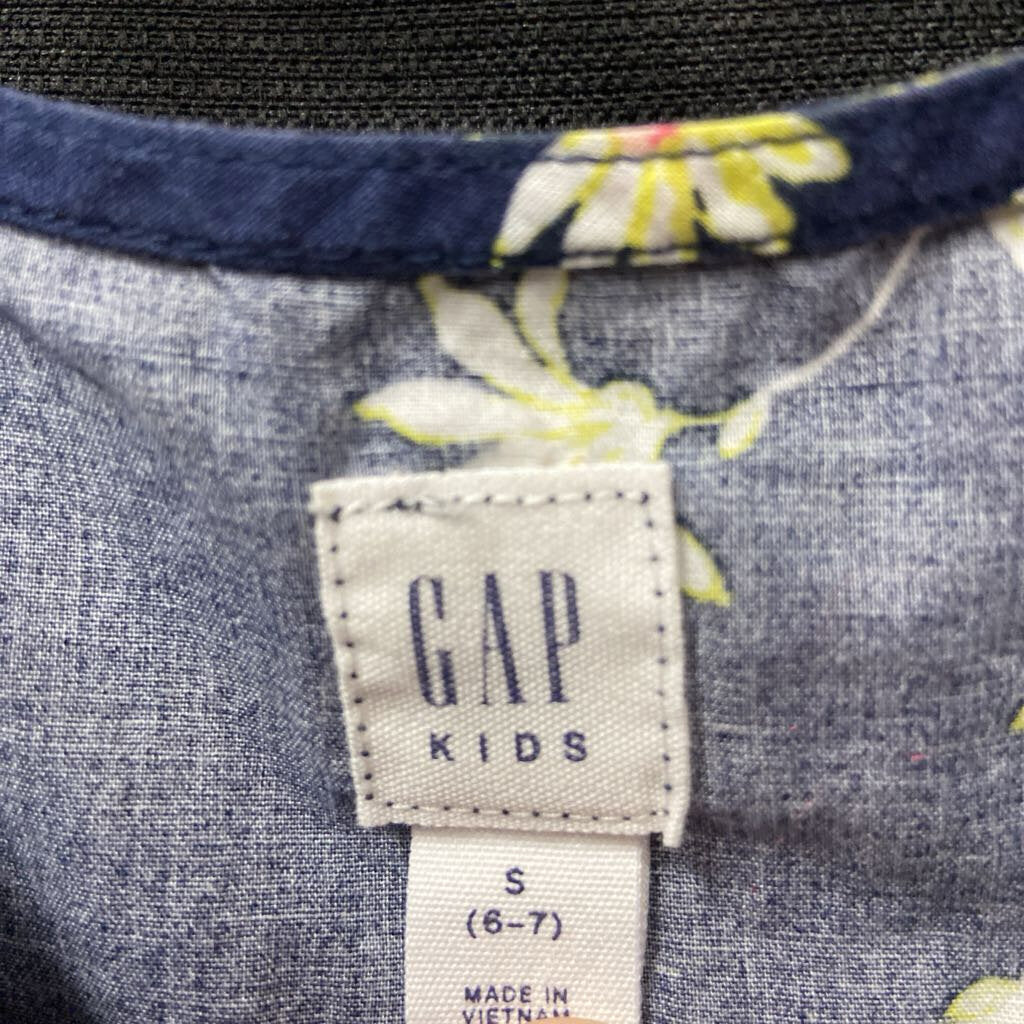 GAP
KIDS
S
(6-7)
MADE IN
VIETNAM